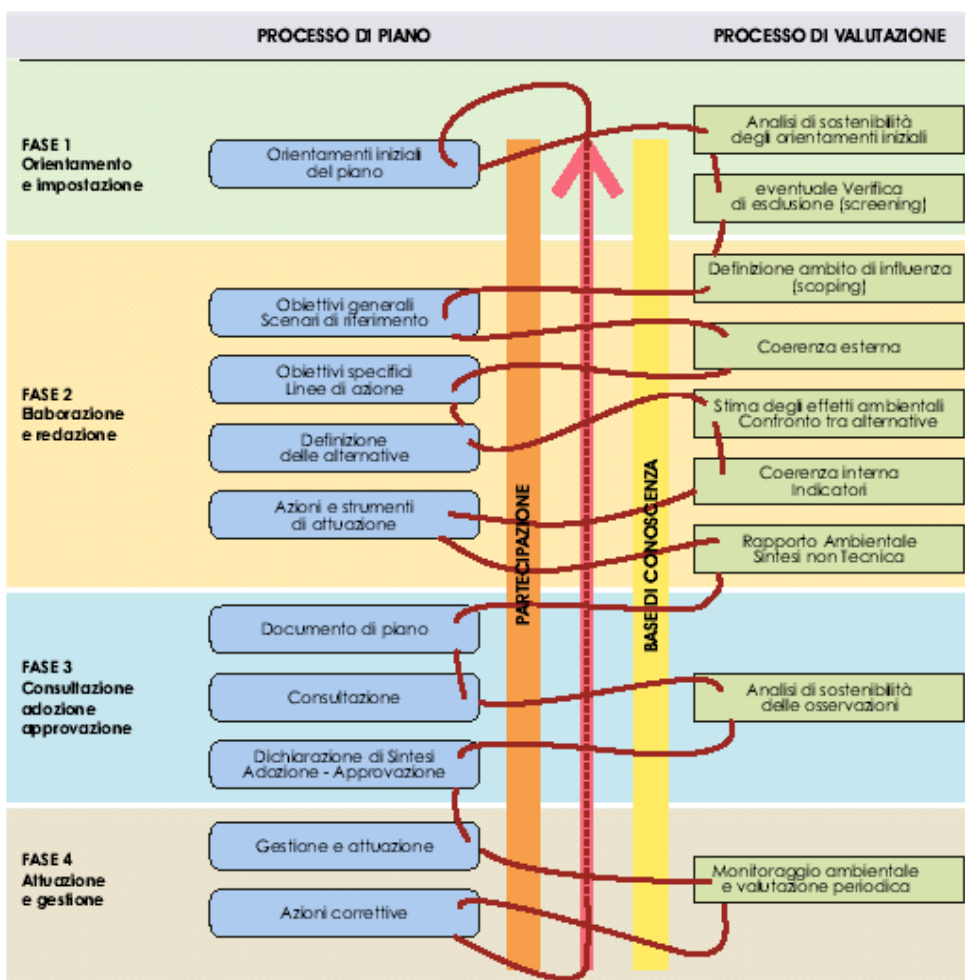 PROCESSO DI PIANO
PROCESSO DI VALUTAZIONE
FASE 1
Orientamento
e impostazione
Orientamenti iniziali
del piano
Analisi di sostenibilità
degli orientamenti iniziali
eventuale Verifica
di esclusione (screening)
FASE 2
Elaborazione
e redazione
Definizione ambito di influenza
(scoping)
Obiettivi generali
Scenari di riferimento
Coerenza esterna
Obiettivi specifici
Linee di azione
Stima degli effetti ambientali
Confronto tra alternative
Definizione
delle alternative
Coerenza interna
Indicatori
Azioni e strumenti
di attuazione
Rapporto Ambientale
Sintesi non Tecnica
PARTECIPAZIONE
BASE DI CONOSCENZA
FASE 3
Consultazione
adozione
approvazione
Documento di piano
Consultazione
Analisi di sostenibilità
delle osservazioni
Dichiarazione di Sintesi
Adozione - Approvazione
FASE 4
Attuazione
e gestione
Gestione e attuazione
Monitoraggio ambientale
e valutazione periodica
Azioni correttive